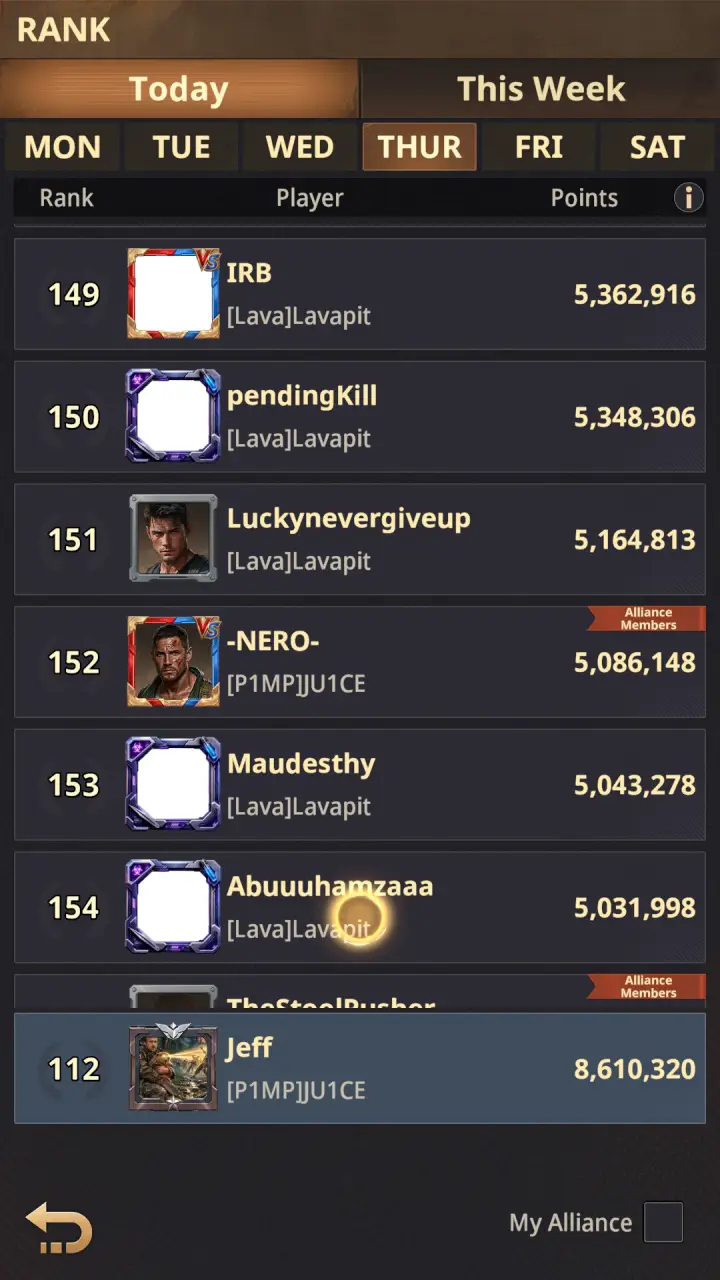 RANK
Today
This Week
MON
TUE
WED
THUR
FRI
SAT
Rank
Player
Points
149
IRB
[Lava]Lavapit
5,362,916
150
pendingKill
[Lava]Lavapit
5,348,306
151
Luckynevergiveup
[Lava]Lavapit
5,164,813
Alliance
Members
152
-NERO-
[P1MP]JU1CE
5,086,148
153
Maudesthy
[Lava]Lavapit
5,043,278
154
Abuuuhamzaaa
[Lava]Lavapit
5,031,998
Alliance
Members
TheSteelPusher
112
Jeff
[P1MP]JU1CE
8,610,320
My Alliance